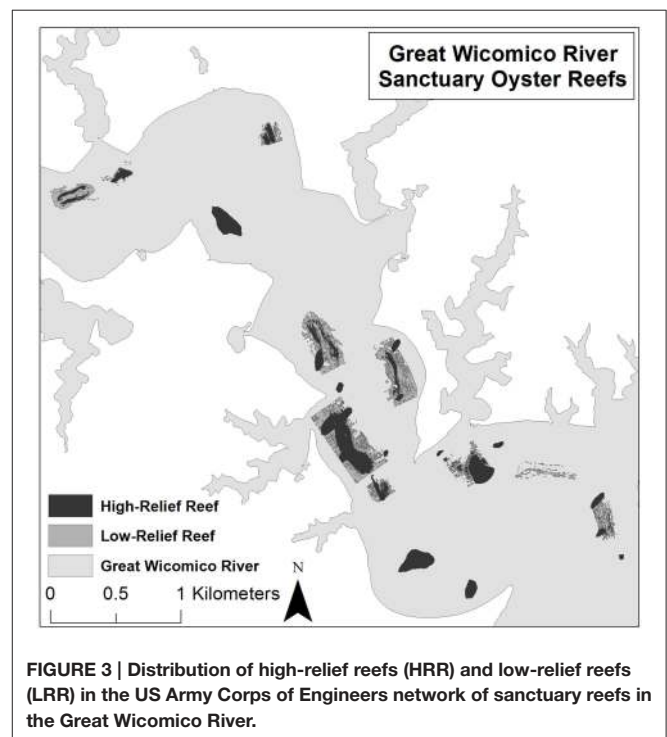 Great Wicomico River
Sanctuary Oyster Reefs
High-Relief Reef
Low-Relief Reef
Great Wicomico River
0 0.5 1 Kilometers
N
FIGURE 3 | Distribution of high-relief reefs (HRR) and low-relief reefs
(LRR) in the US Army Corps of Engineers network of sanctuary reefs in
the Great Wicomico River.